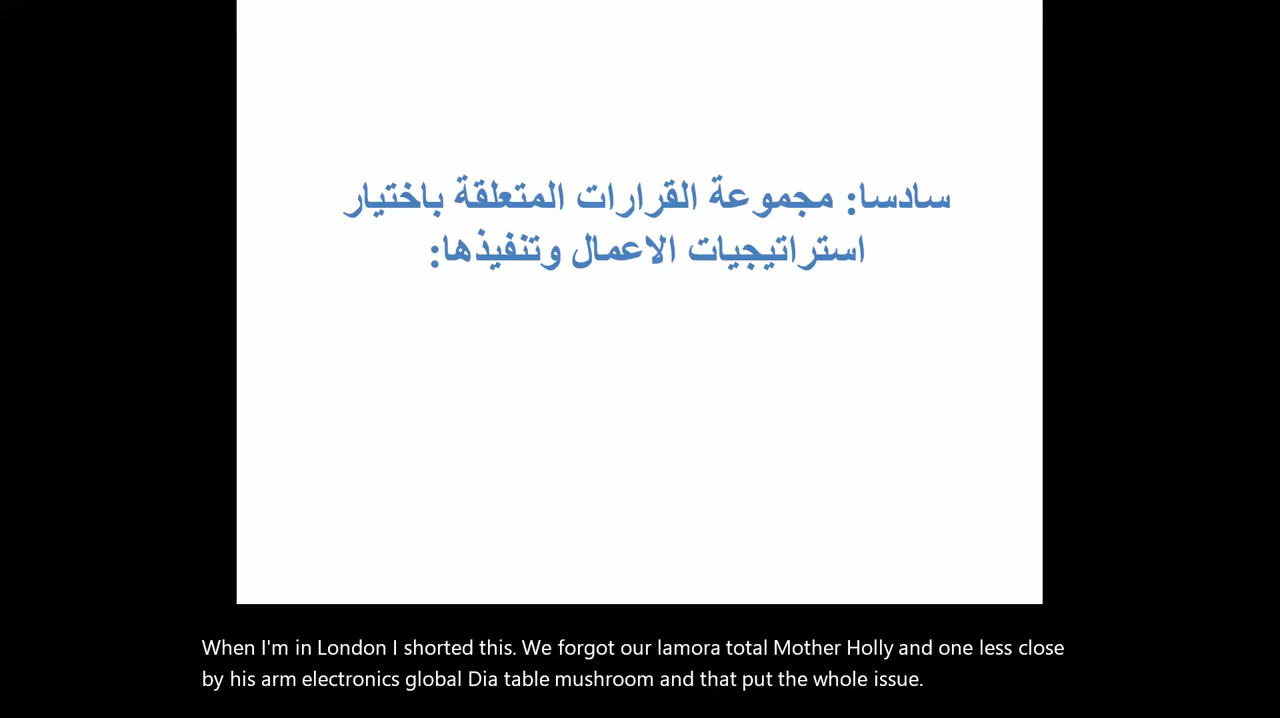 سادسا: مجموعة القرارات المتعلقة باختيار
استراتيجيات الاعمال وتنفيذها:
When I'm in London I shorted this. We forgot our lamora total Mother Holly and one less close
by his arm electronics global Dia table mushroom and that put the whole issue.